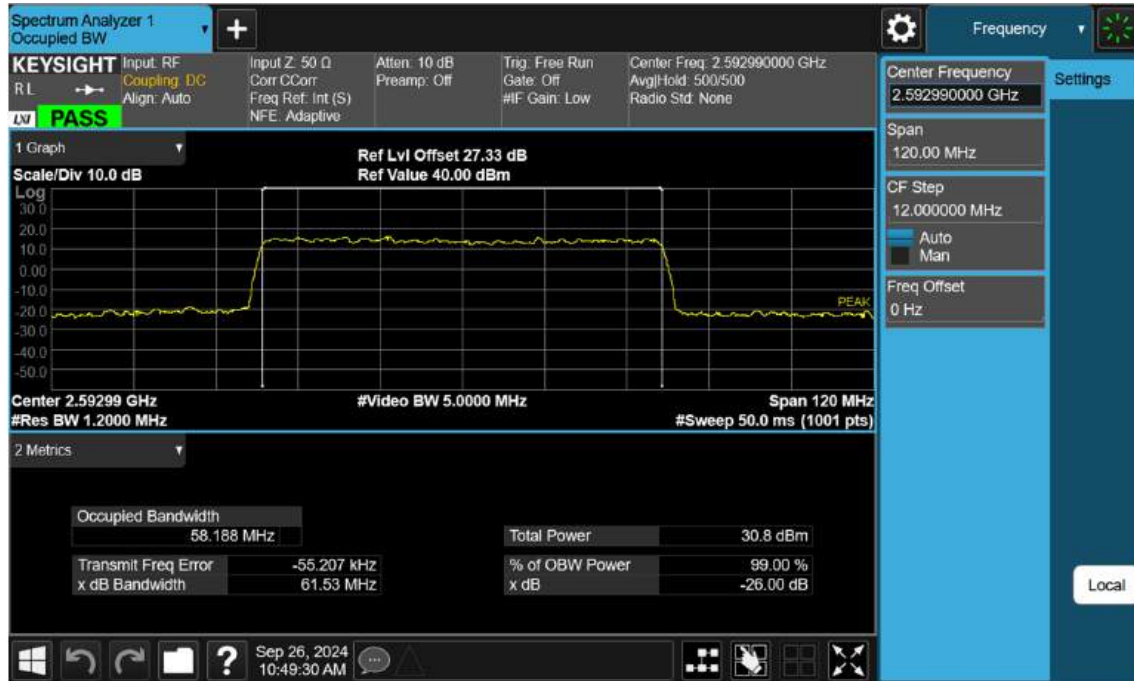 Spectrum Analyzer 1
Occupied BW
+
Frequency
KEYSIGHT
RL
LXI PASS
Input: RF
Coupling: DC
Align: Auto
Input Z: 50 Ω
Corr CCorr
Freq Ref: Int (S)
NFE: Adaptive
Atten: 10 dB
Preamp: Off
Trig: Free Run
Gate: Off
#IF Gain: Low
Center Freq: 2.592990000 GHz
Avg|Hold: 500/500
Radio Std: None
Center Frequency
2.592990000 GHz
Settings
Span
120.00 MHz
CF Step
12.000000 MHz
Auto
Man
Freq Offset
0 Hz
Local
1 Graph
Scale/Div 10.0 dB
Ref Lvl Offset 27.33 dB
Ref Value 40.00 dBm
Log
30.0
20.0
10.0
0.00
-10.0
-20.0
-30.0
-40.0
-50.0
PEAK
Center 2.59299 GHz
#Video BW 5.0000 MHz
Span 120 MHz
#Res BW 1.2000 MHz
#Sweep 50.0 ms (1001 pts)
2 Metrics
Occupied Bandwidth
58.188 MHz
Total Power 30.8 dBm
Transmit Freq Error -55.207 kHz
% of OBW Power 99.00 %
x dB Bandwidth 61.53 MHz
x dB -26.00 dB
?
Sep 26, 2024
10:49:30 AM